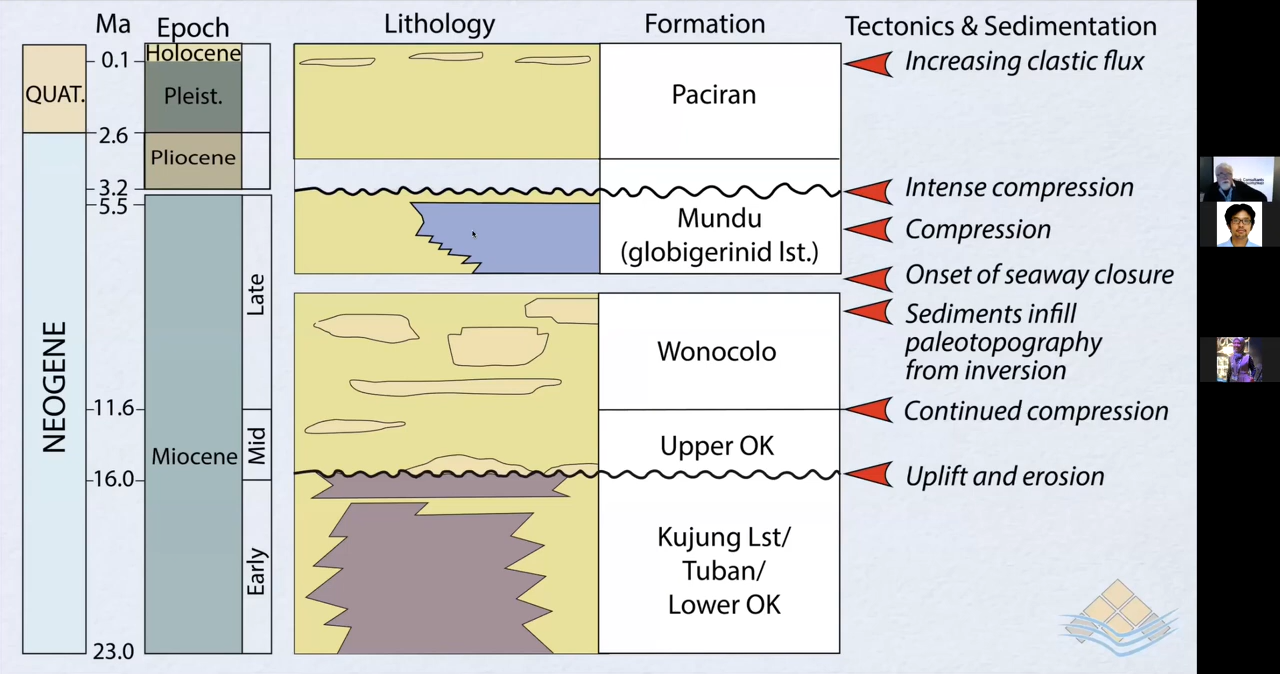 Ma
Epoch
Lithology
Formation
Tectonics & Sedimentation
QUAT.
NEOGENE
0.1
2.6
3.2
5.5
11.6
16.0
23.0
Holocene
Pleist.
Pliocene
Miocene
Late
Mid
Early
Paciran
Mundu
(globigerinid lst.)
Wonocolo
Upper OK
Kujung Lst/
Tuban/
Lower OK
Increasing clastic flux
Intense compression
Compression
Onset of seaway closure
Sediments infill
paleotopography
from inversion
Continued compression
Uplift and erosion